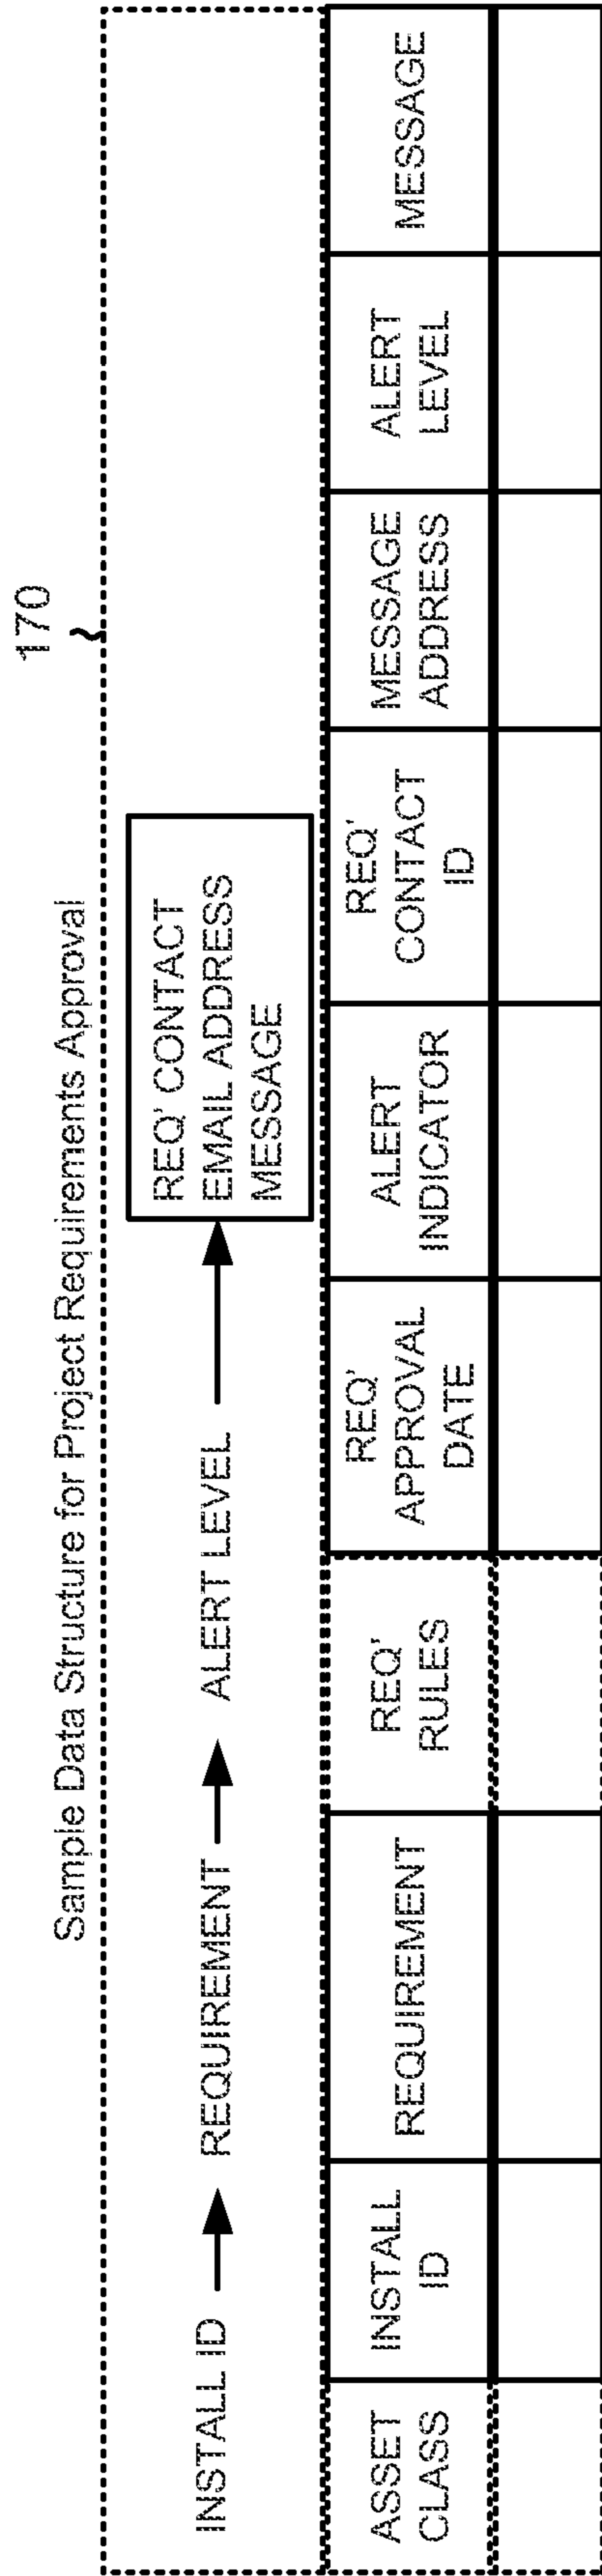 Sample Data Structure for Project Requirements Approval
170
INSTALL ID
REQUIREMENT
ALERT LEVEL
REQ' CONTACT
EMAIL ADDRESS
MESSAGE
ASSET
CLASS
INSTALL
ID
REQUIREMENT
REQ'
RULES
REQ'
APPROVAL
DATE
ALERT
INDICATOR
REQ'
CONTACT
ID
MESSAGE
ADDRESS
ALERT
LEVEL
MESSAGE